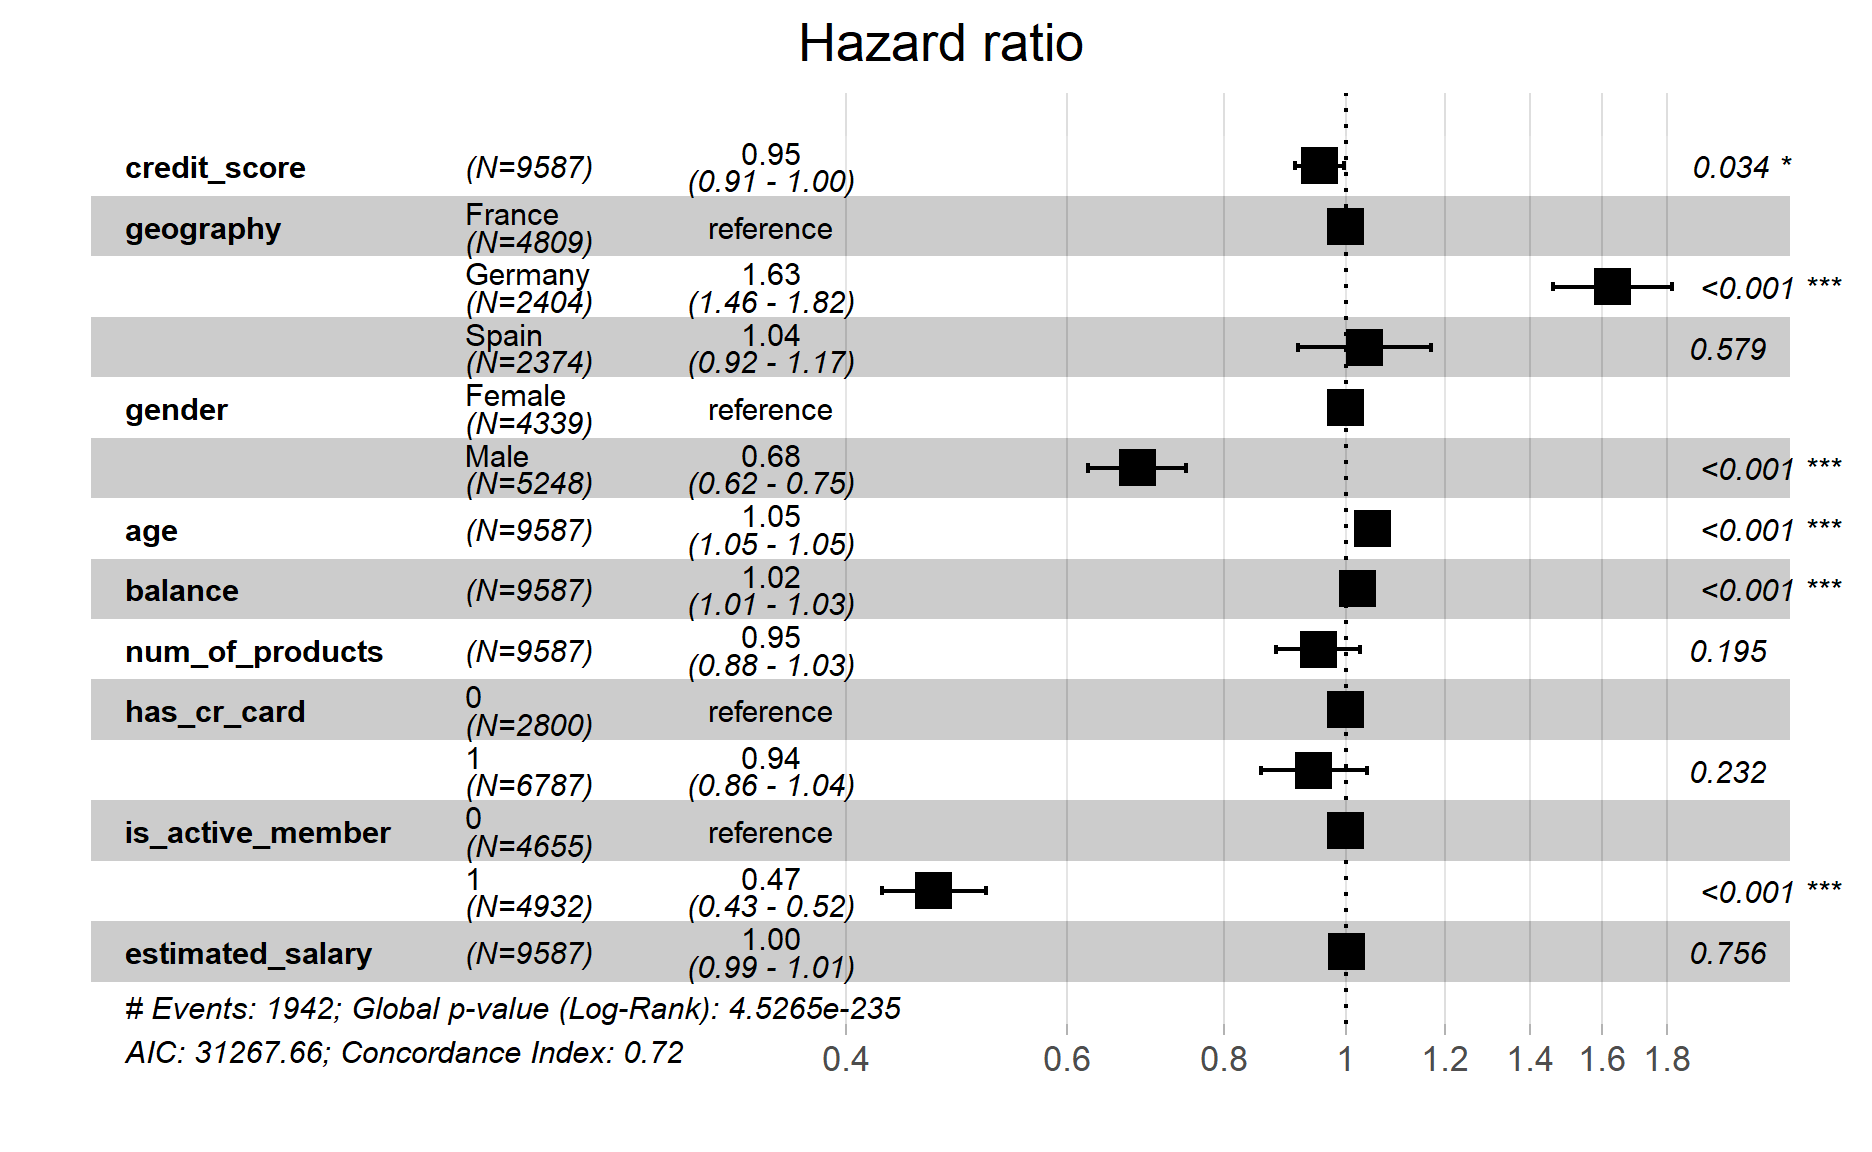 Hazard ratio
credit_score (N=9587) 0.95 (0.91 - 1.00) 0.034 *
geography France (N=4809) reference
Germany (N=2404) 1.63 (1.46 - 1.82) <0.001 ***
Spain (N=2374) 1.04 (0.92 - 1.17) 0.579
gender Female (N=4339) reference
Male (N=5248) 0.68 (0.62 - 0.75) <0.001 ***
age (N=9587) 1.05 (1.05 - 1.05) <0.001 ***
balance (N=9587) 1.02 (1.01 - 1.03) <0.001 ***
num_of_products (N=9587) 0.95 (0.88 - 1.03) 0.195
has_cr_card 0 (N=2800) reference
1 (N=6787) 0.94 (0.86 - 1.04) 0.232
is_active_member 0 (N=4655) reference
1 (N=4932) 0.47 (0.43 - 0.52) <0.001 ***
estimated_salary (N=9587) 1.00 (0.99 - 1.01) 0.756
# Events: 1942; Global p-value (Log-Rank): 4.5265e-235
AIC: 31267.66; Concordance Index: 0.72
0.4 0.6 0.8 1 1.2 1.4 1.6 1.8